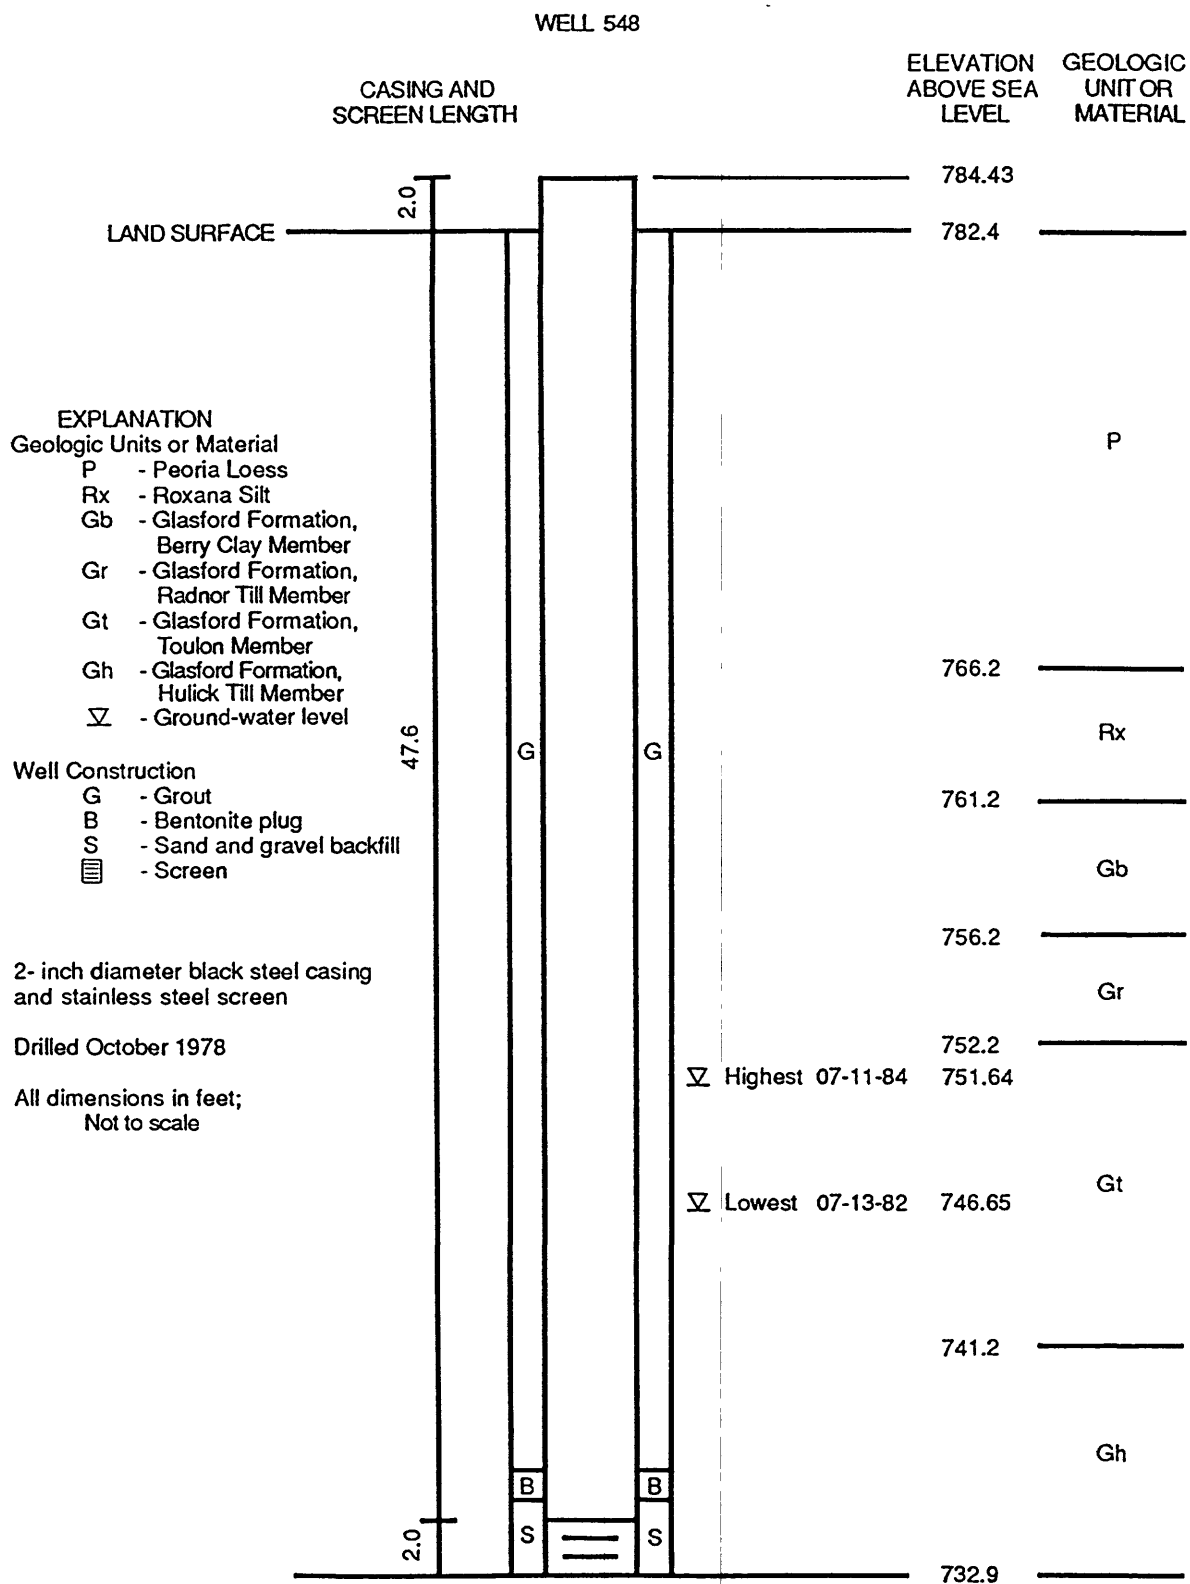 WELL 548
CASING AND
SCREEN LENGTH
ELEVATION
ABOVE SEA
LEVEL
GEOLOGIC
UNIT OR
MATERIAL
2.0
784.43
LAND SURFACE
782.4
EXPLANATION
Geologic Units or Material
P - Peoria Loess
Rx - Roxana Silt
Gb - Glasford Formation,
Berry Clay Member
Gr - Glasford Formation,
Radnor Till Member
Gt - Glasford Formation,
Toulon Member
Gh - Glasford Formation,
Hulick Till Member
- Ground-water level
Well Construction
G - Grout
B - Bentonite plug
S - Sand and gravel backfill
- Screen
2- inch diameter black steel casing
and stainless steel screen
Drilled October 1978
All dimensions in feet;
Not to scale
47.6
G G
P
766.2
Rx
761.2
Gb
756.2
Gr
752.2
Highest 07-11-84 751.64
Gt
Lowest 07-13-82 746.65
741.2
Gh
B B
2.0
S S
732.9